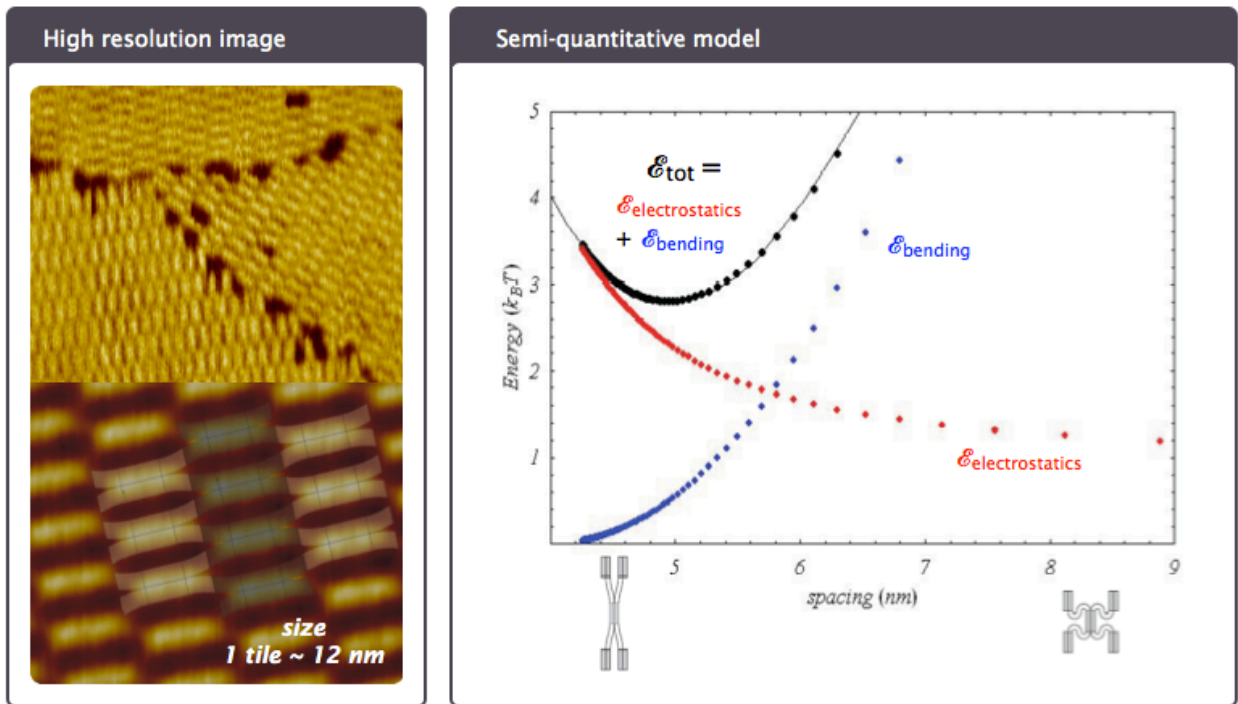 High resolution image
size
1 tile ~ 12 nm
Semi-quantitative model
5
4
3
2
1
Energy (k_BT)
ℰtot =
ℰelectrostatics
+ ℰbending
ℰbending
ℰelectrostatics
5 6 7 8 9
spacing (nm)